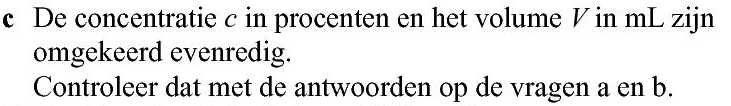 c De concentratie c in procenten en het volume V in mL zijn
omgekeerd evenredig.
Controleer dat met de antwoorden op de vragen a en b.